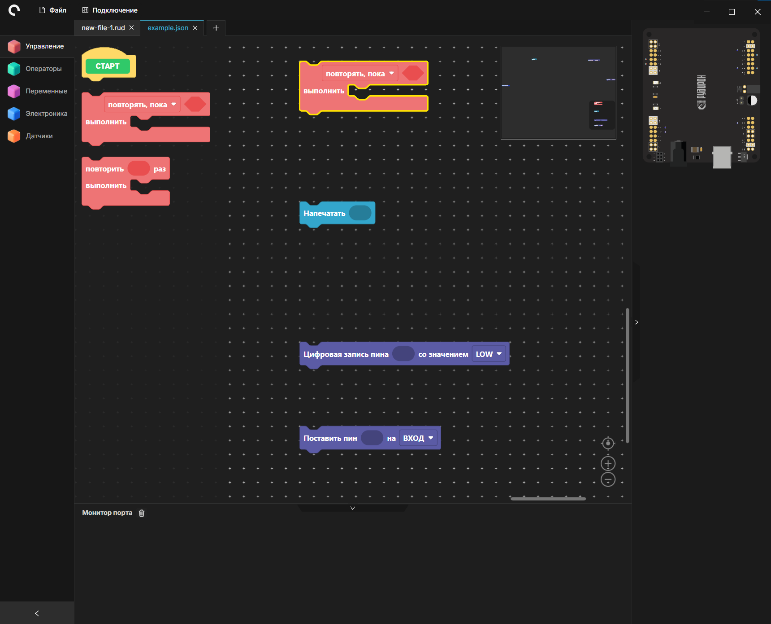 Файл
Подключение
new-file-1.rud
example.json
Управление
Операторы
Переменные
Электроника
Датчики
СТАРТ
повторять, пока
выполнить
повторить раз
выполнить
повторять, пока
выполнить
Напечатать
Цифровая запись пина со значением LOW
Поставить пин на ВХОД
Монитор порта